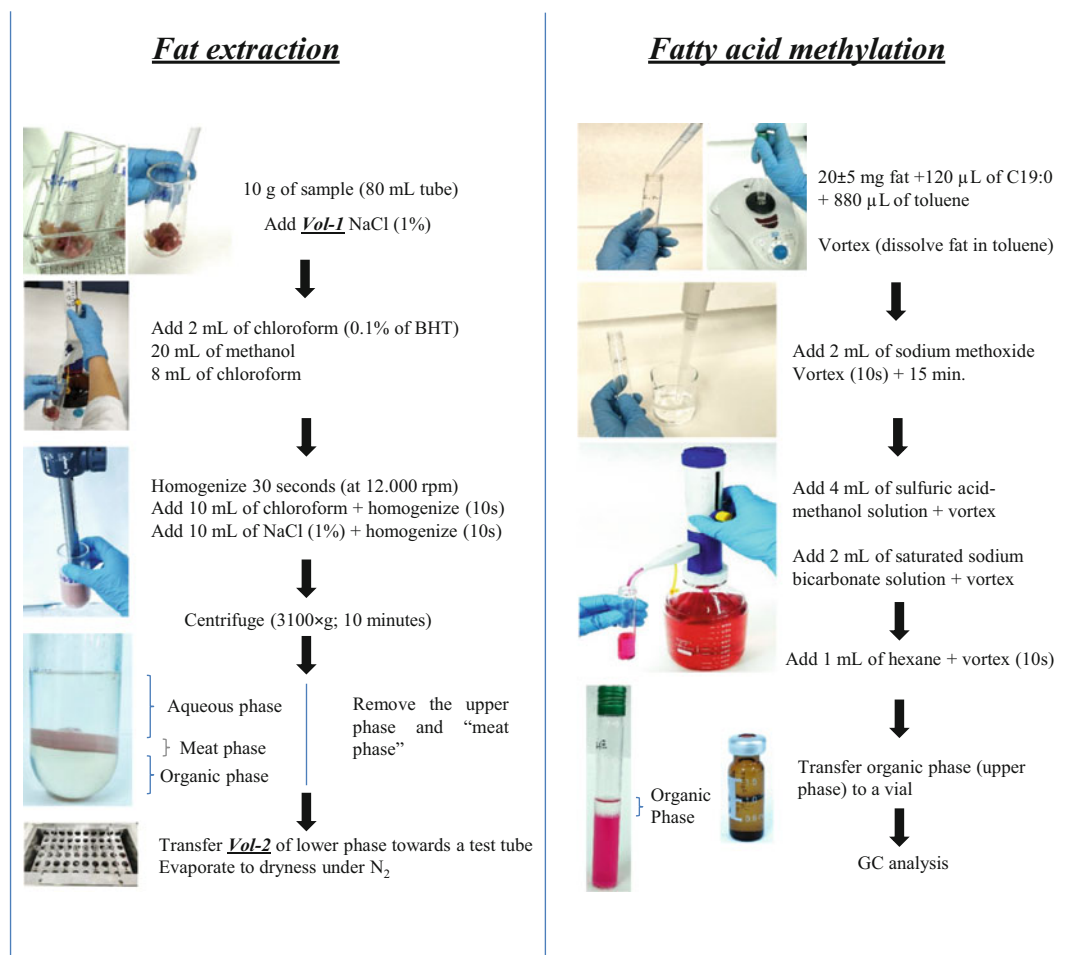 Fat extraction
10 g of sample (80 mL tube)
Add Vol-1 NaCl (1%)
Add 2 mL of chloroform (0.1% of BHT)
20 mL of methanol
8 mL of chloroform
Homogenize 30 seconds (at 12.000 rpm)
Add 10 mL of chloroform + homogenize (10s)
Add 10 mL of NaCl (1%) + homogenize (10s)
Centrifuge (3100×g; 10 minutes)
Aqueous phase
Meat phase
Organic phase
Remove the upper
phase and “meat
phase”
Transfer Vol-2 of lower phase towards a test tube
Evaporate to dryness under N₂
Fatty acid methylation
20±5 mg fat +120 µL of C19:0
+ 880 µL of toluene
Vortex (dissolve fat in toluene)
Add 2 mL of sodium methoxide
Vortex (10s) + 15 min.
Add 4 mL of sulfuric acid-
methanol solution + vortex
Add 2 mL of saturated sodium
bicarbonate solution + vortex
Add 1 mL of hexane + vortex (10s)
Organic
Phase
Transfer organic phase (upper
phase) to a vial
GC analysis